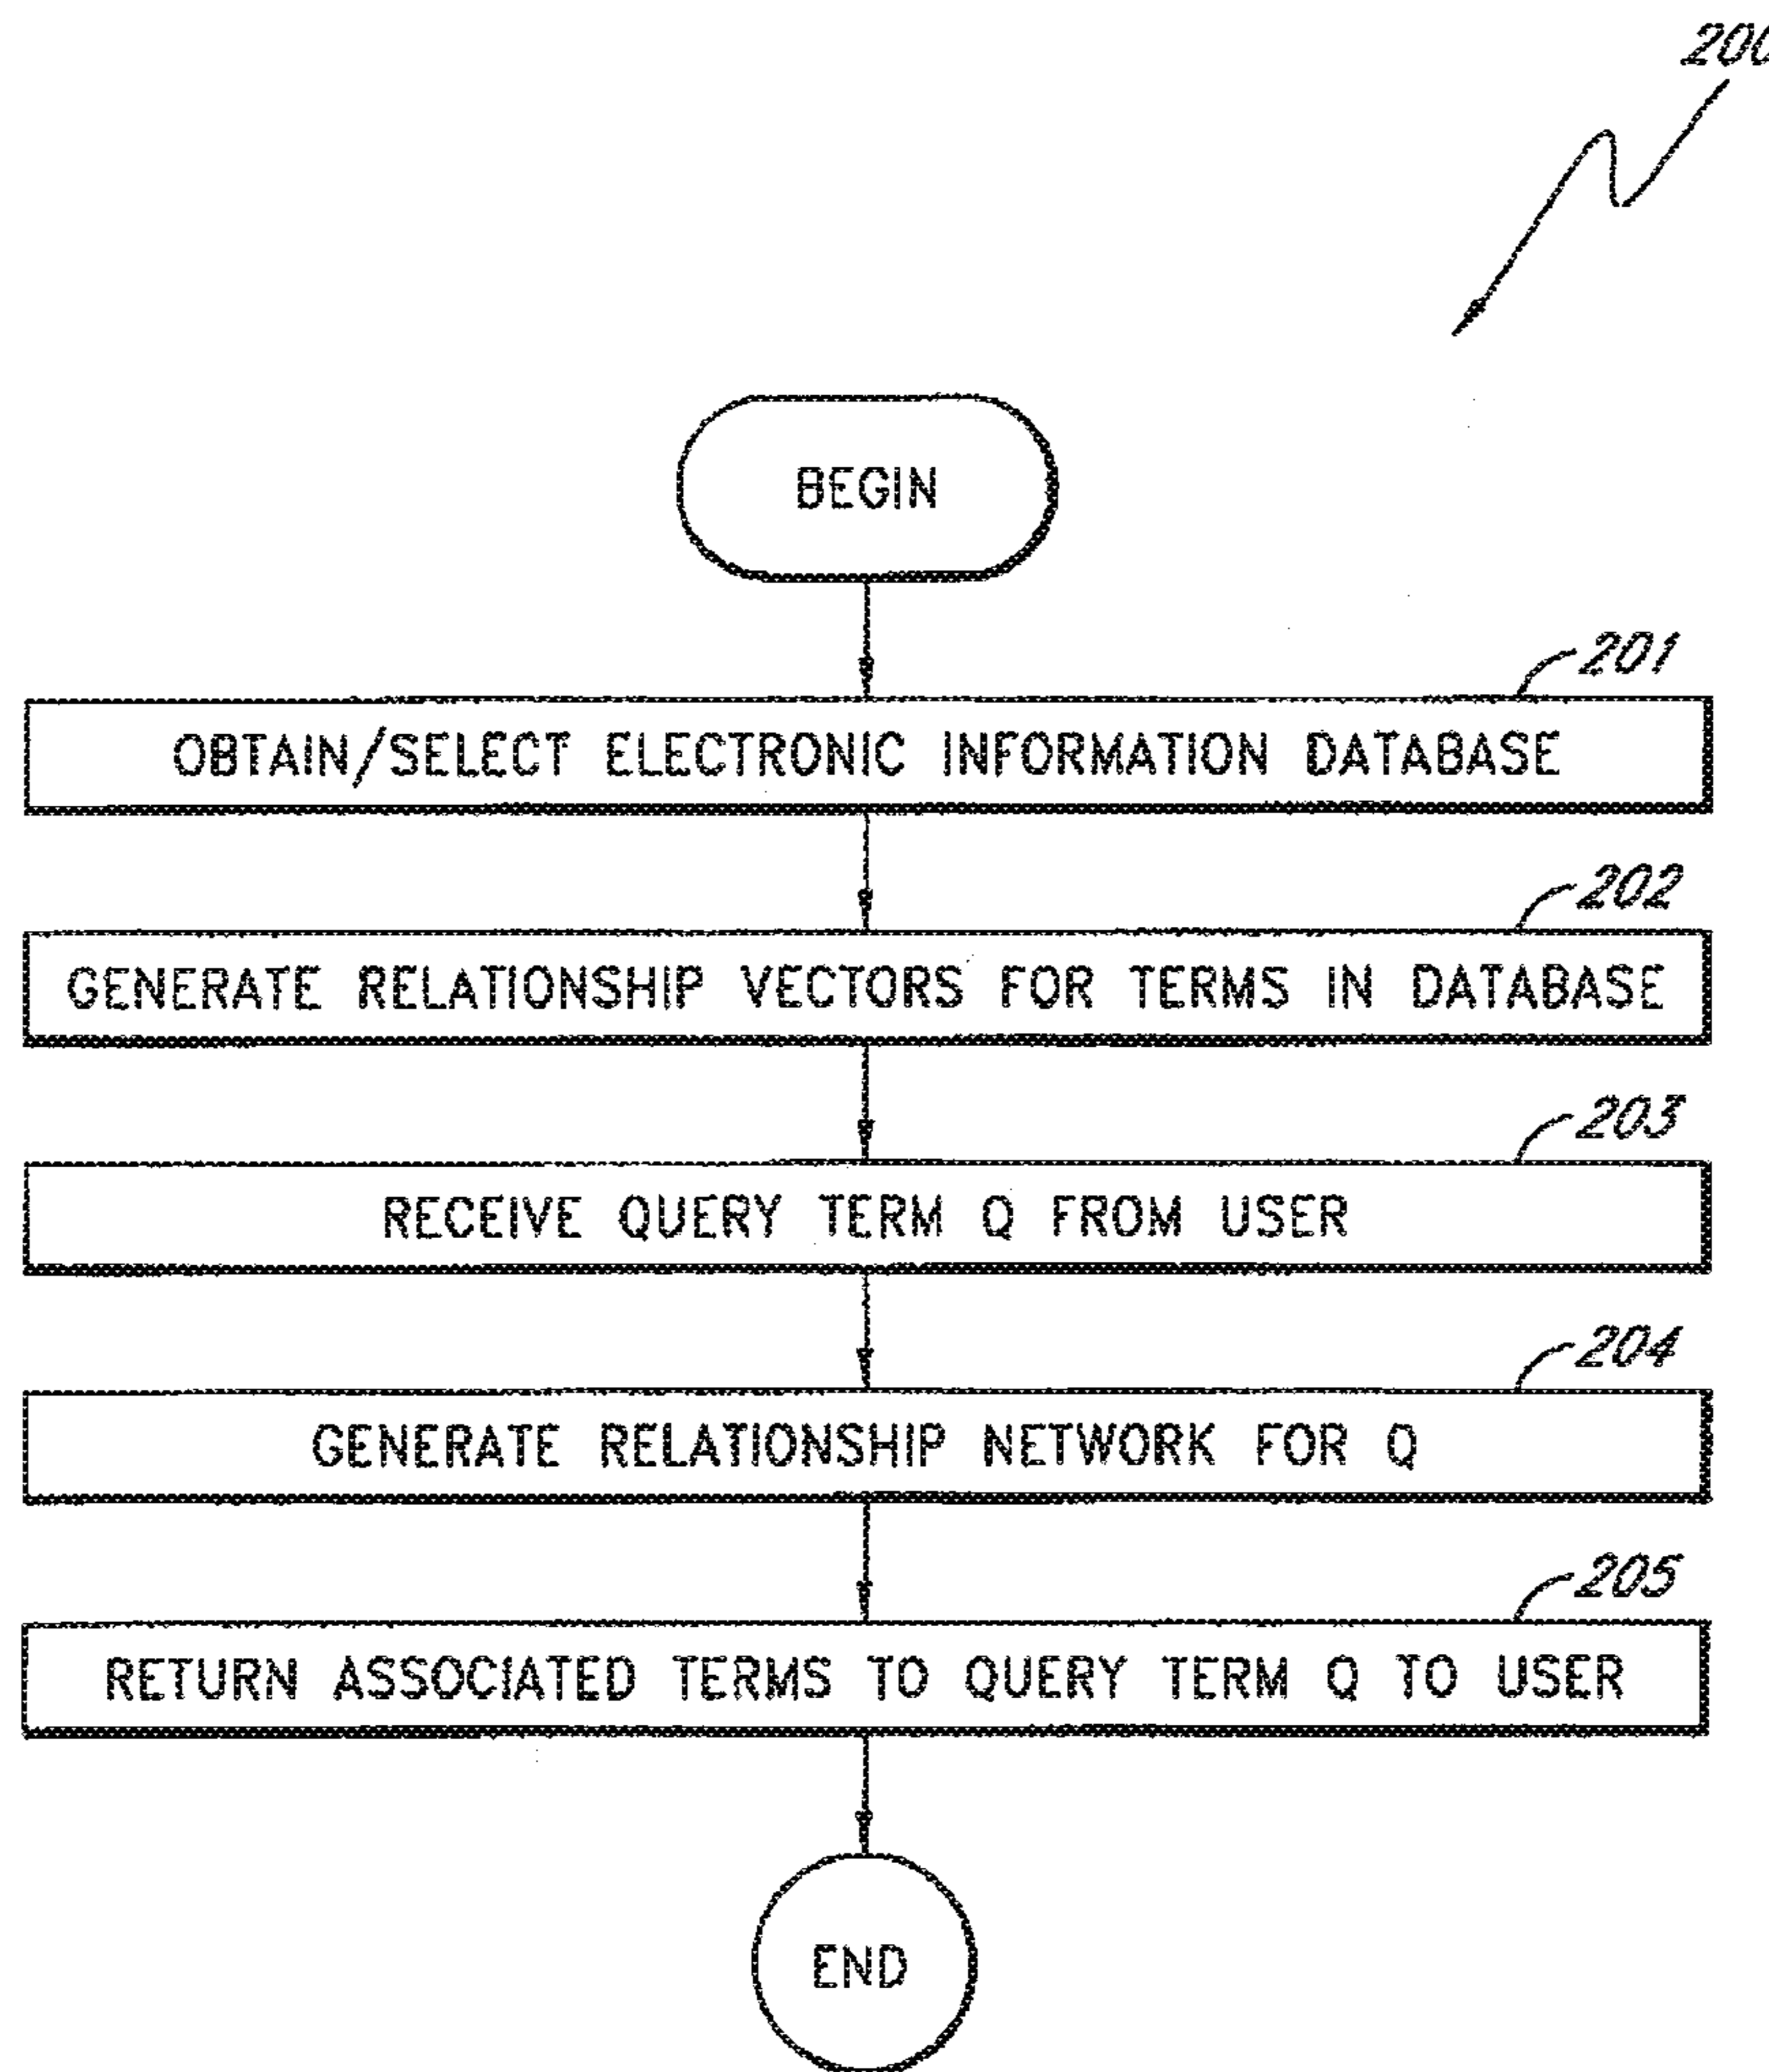 200
BEGIN
201
OBTAIN/SELECT ELECTRONIC INFORMATION DATABASE
202
GENERATE RELATIONSHIP VECTORS FOR TERMS IN DATABASE
203
RECEIVE QUERY TERM Q FROM USER
204
GENERATE RELATIONSHIP NETWORK FOR Q
205
RETURN ASSOCIATED TERMS TO QUERY TERM Q TO USER
END